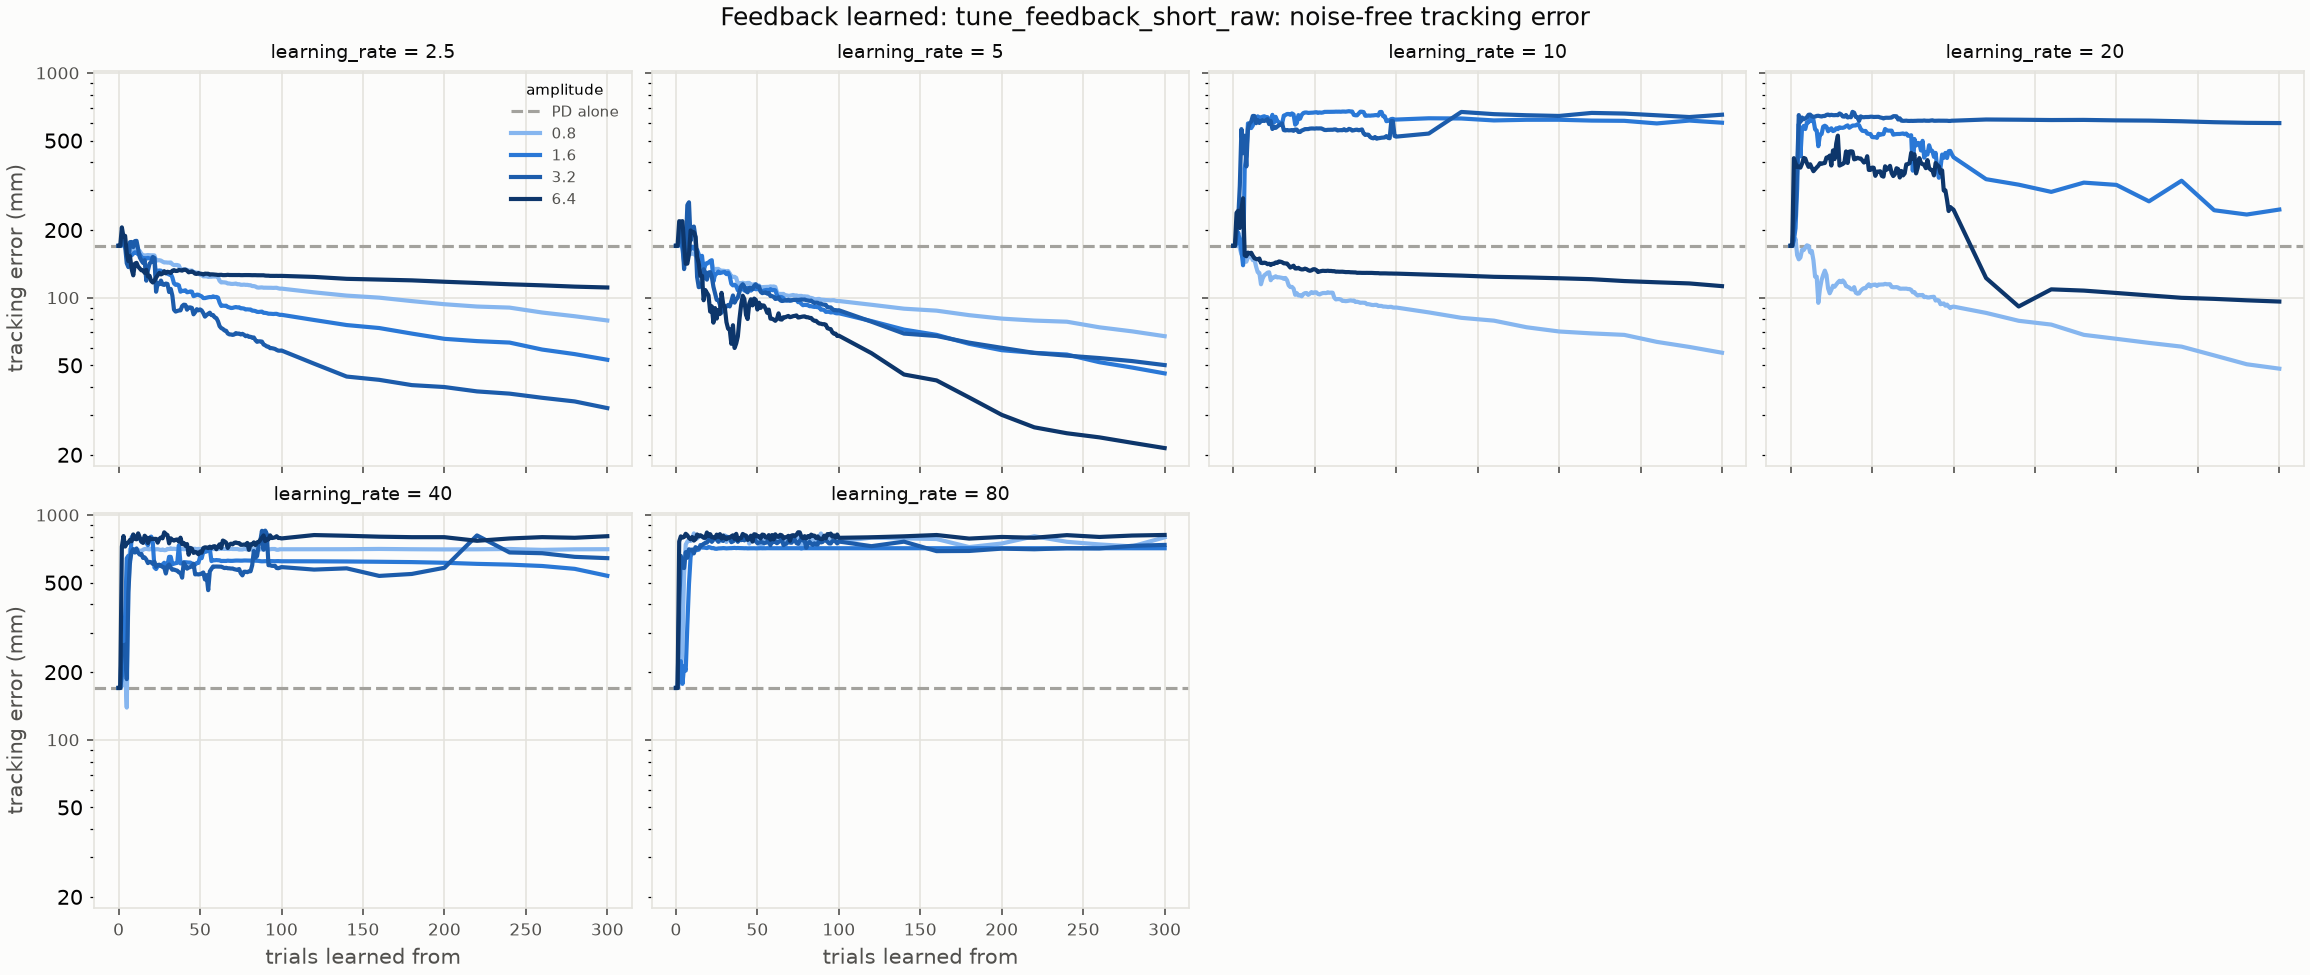 Feedback learned: tune_feedback_short_raw: noise-free tracking error
learning_rate = 2.5
learning_rate = 5
learning_rate = 10
learning_rate = 20
tracking error (mm)
1000
500
200
100
50
20
amplitude
PD alone
0.8
1.6
3.2
6.4
learning_rate = 40
learning_rate = 80
tracking error (mm)
1000
500
200
100
50
20
0 50 100 150 200 250 300
trials learned from
0 50 100 150 200 250 300
trials learned from